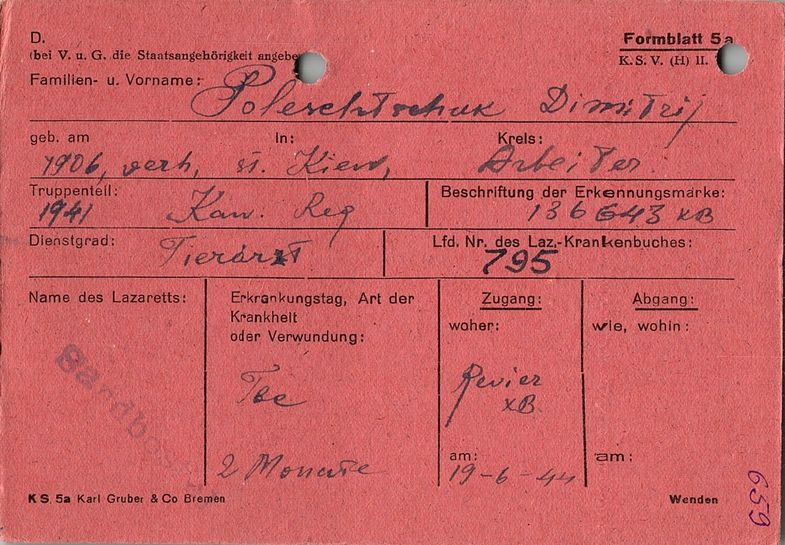 D.
(bei V. u. G. die Staatsangehörigkeit angebe
Formblatt 5a
K.S.V. (H) II.
Familien- u. Vorname: Poleschtschuk Dimitrij
geb. am in: Kreis:
1906, verh, st. Kiew, Arbeiter.
Truppenteil: Beschriftung der Erkennungsmarke:
1941 Kav. Reg 136643 XB
Dienstgrad: Tierarzt Lfd. Nr. des Laz.-Krankenbuches:
795
Name des Lazaretts: Erkrankungstag, Art der Krankheit oder Verwundung: Zugang: Abgang:
woher: wie, wohin:
Tbc Revier
XB
2 Monate am: am:
19-6-44
KS. 5a Karl Gruber & Co Bremen Wenden
659